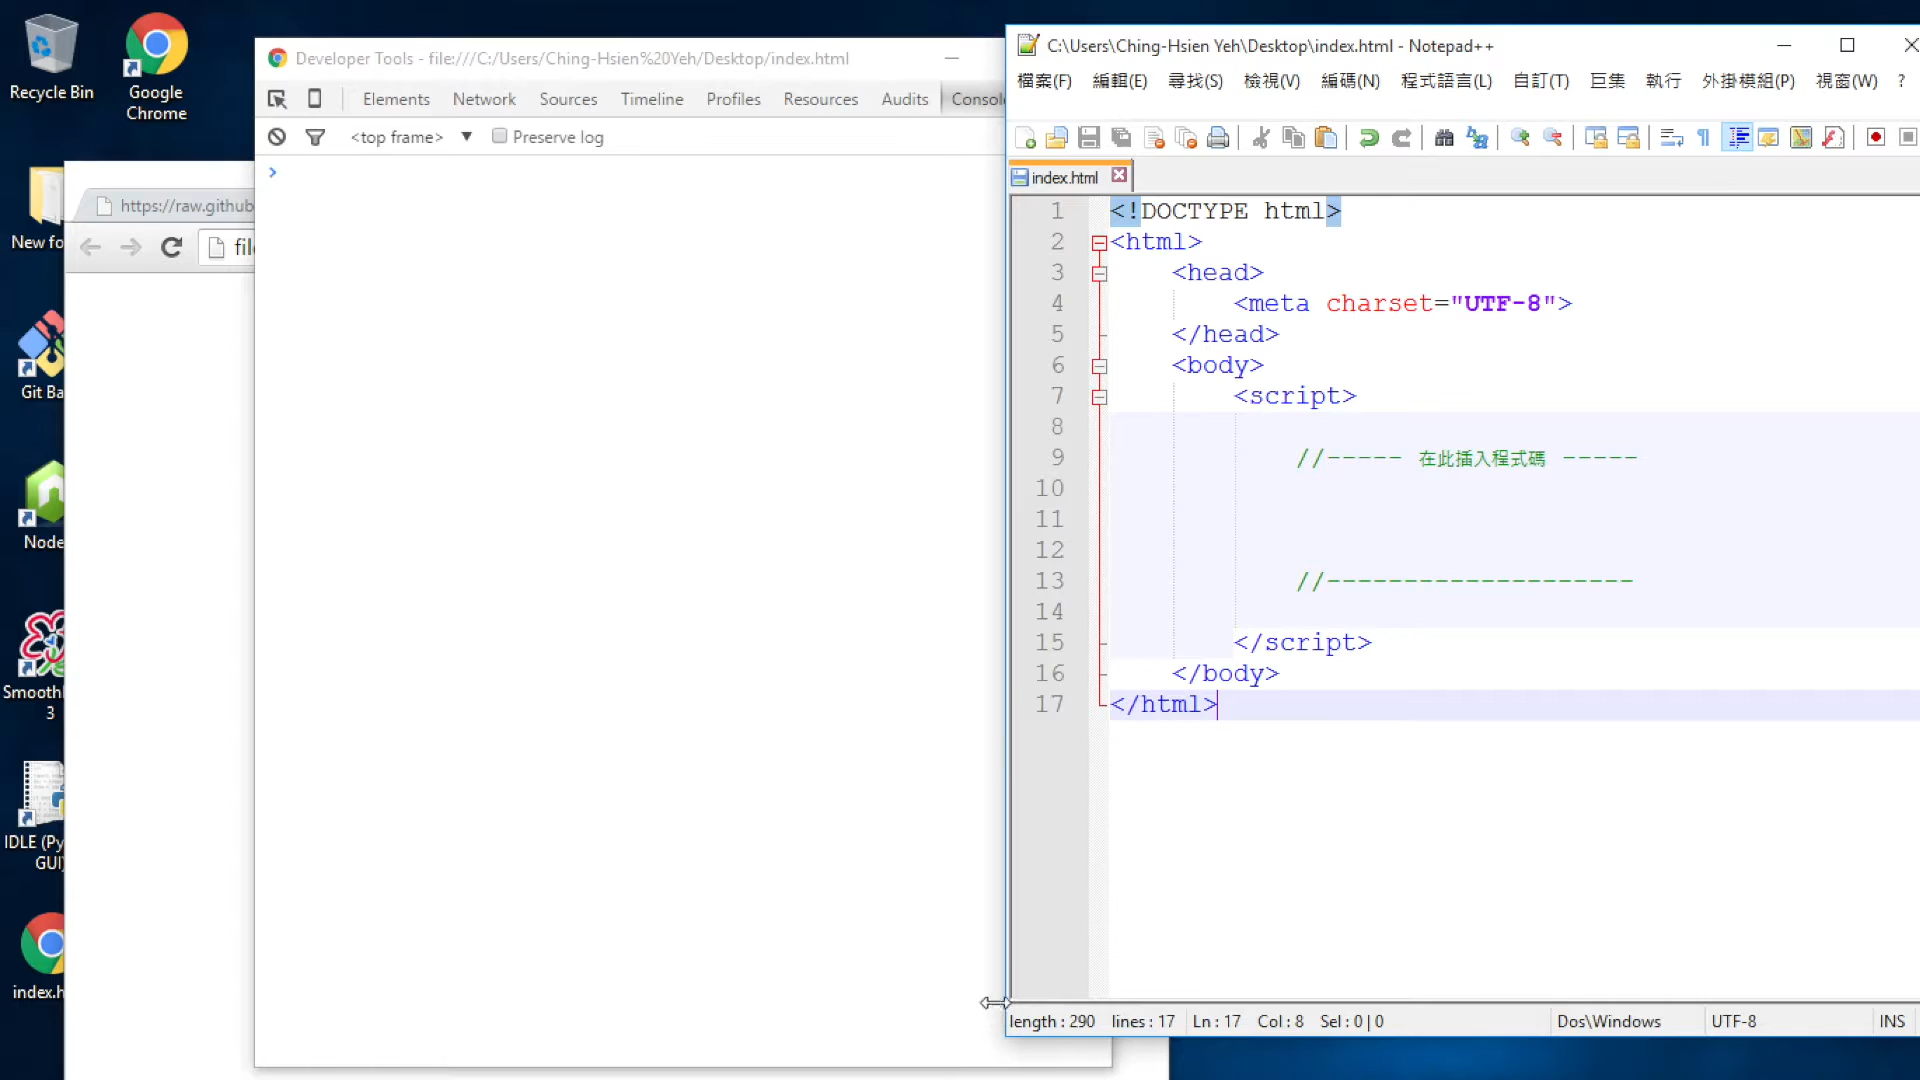 Recycle Bin
Google
Chrome
New fo
Git Ba
Node
Smooth
3
IDLE (Py
GUI)
index.h
https://raw.github
file
Developer Tools - file:///C:/Users/Ching-Hsien%20Yeh/Desktop/index.html
Elements Network Sources Timeline Profiles Resources Audits Console
<top frame> ▼ Preserve log
>
C:\Users\Ching-Hsien Yeh\Desktop\index.html - Notepad++
檔案(F) 編輯(E) 尋找(S) 檢視(V) 編碼(N) 程式語言(L) 自訂(T) 巨集 執行 外掛模組(P) 視窗(W) ?
index.html
1 <!DOCTYPE html>
2 <html>
3 <head>
4 <meta charset="UTF-8">
5 </head>
6 <body>
7 <script>
8
9 //----- 在此插入程式碼 -----
10
11
12
13 //--------------------
14
15 </script>
16 </body>
17 </html>
length : 290 lines : 17 Ln : 17 Col : 8 Sel : 0 | 0 Dos\Windows UTF-8 INS